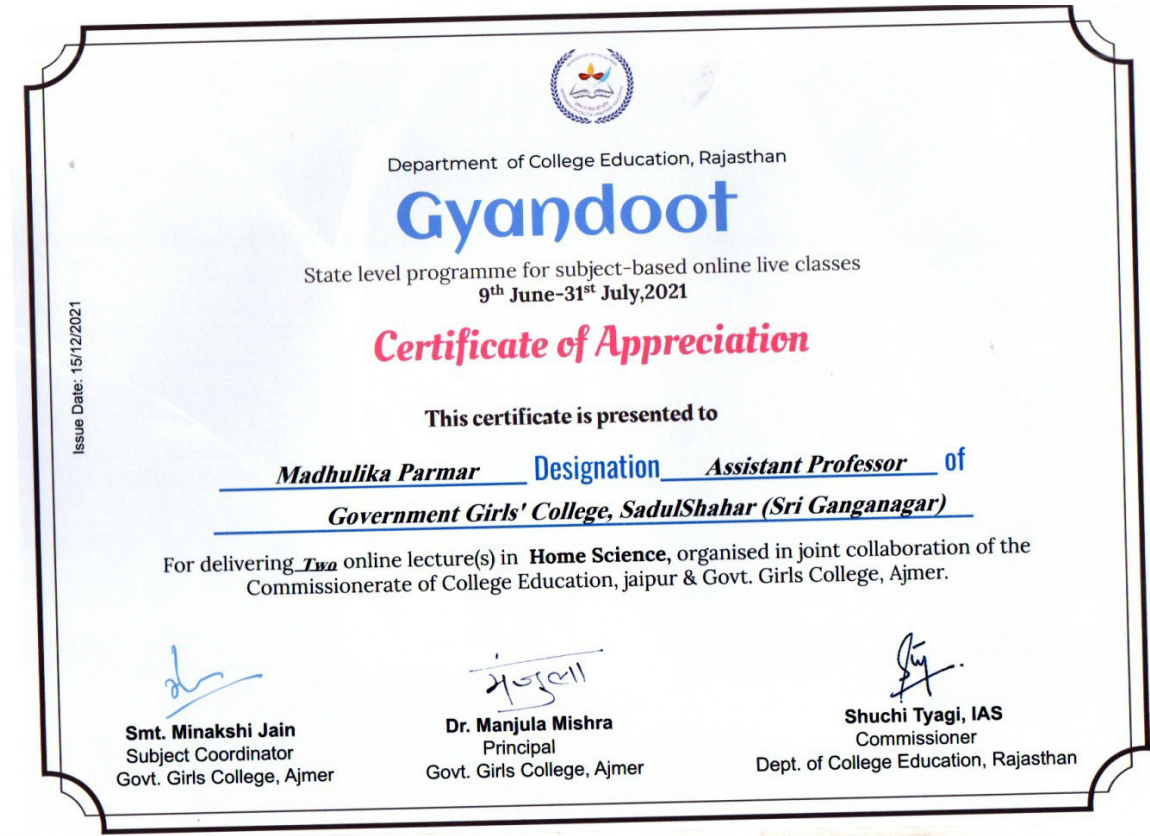 Department of College Education, Rajasthan
Gyandoot
State level programme for subject-based online live classes
9th June-31st July,2021
Certificate of Appreciation
Issue Date: 15/12/2021
This certificate is presented to
Madhulika Parmar Designation Assistant Professor of
Government Girls' College, SadulShahar (Sri Ganganagar)
For delivering Two online lecture(s) in Home Science, organised in joint collaboration of the
Commissionerate of College Education, jaipur & Govt. Girls College, Ajmer.
मंजुला
Smt. Minakshi Jain
Subject Coordinator
Govt. Girls College, Ajmer
Dr. Manjula Mishra
Principal
Govt. Girls College, Ajmer
Shuchi Tyagi, IAS
Commissioner
Dept. of College Education, Rajasthan